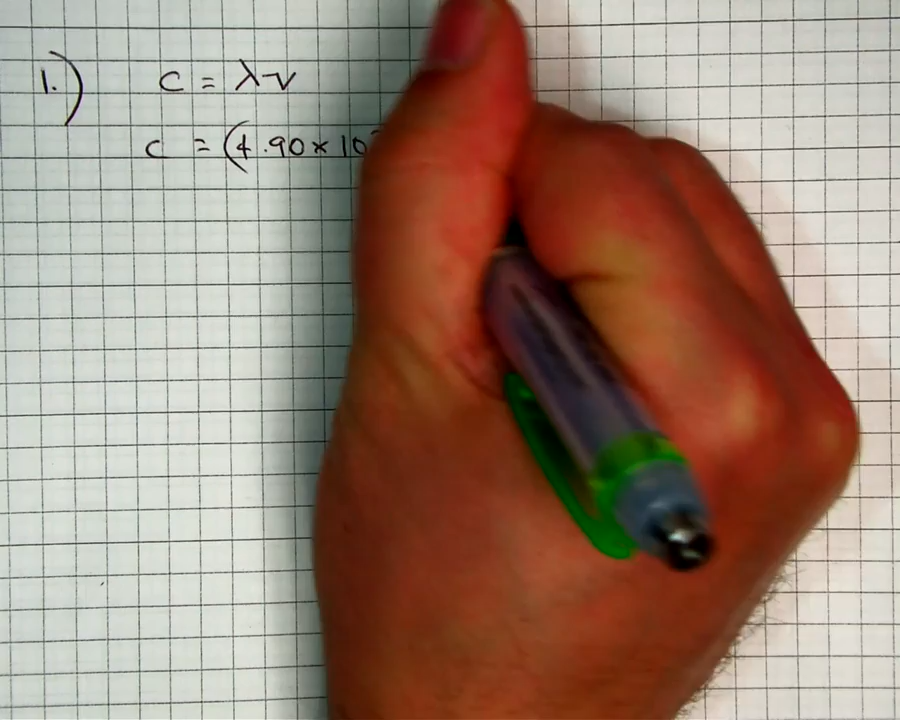 1.) C = λν
C = (4.90 × 10